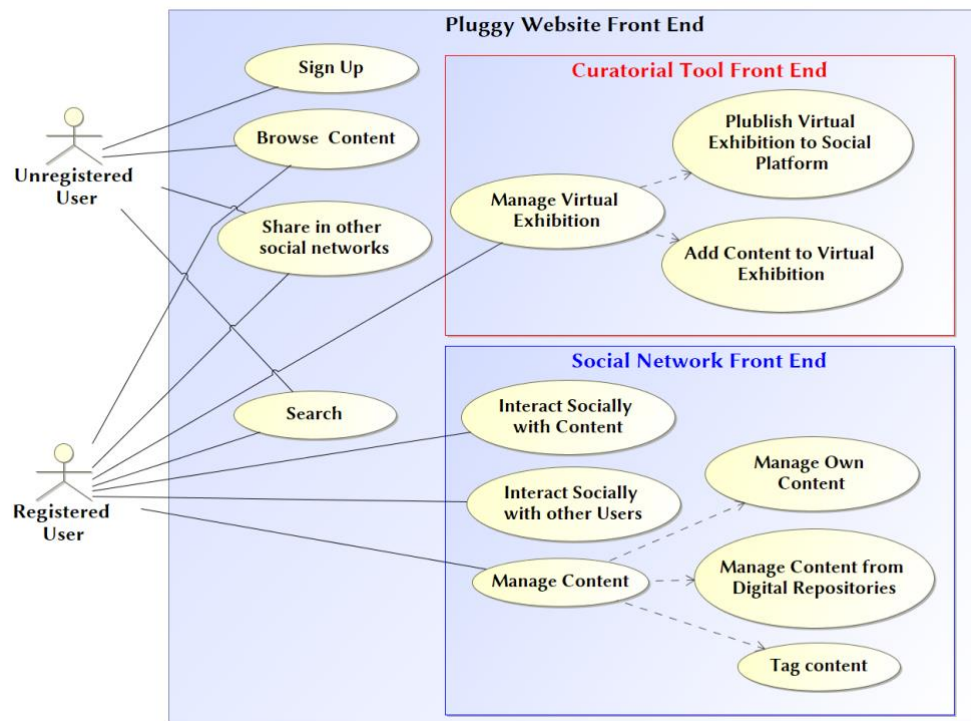 Pluggy Website Front End
Sign Up
Browse Content
Share in other
social networks
Search
Unregistered
User
Registered
User
Curatorial Tool Front End
Manage Virtual
Exhibition
Plublish Virtual
Exhibition to Social
Platform
Add Content to Virtual
Exhibition
Social Network Front End
Interact Socially
with Content
Interact Socially
with other Users
Manage Content
Manage Own
Content
Manage Content from
Digital Repositories
Tag content